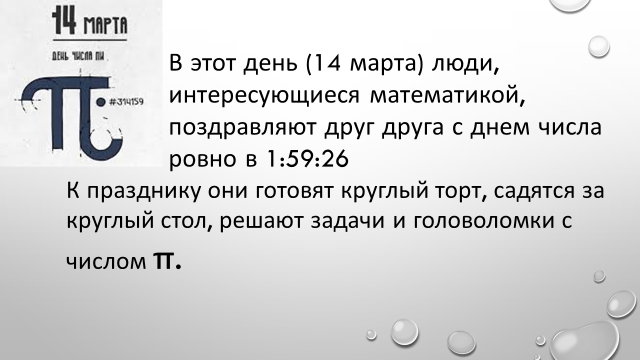 14 МАРТА
ДЕНЬ ЧИСЛА ПИ
π
#314159
В этот день (14 марта) люди,
интересующиеся математикой,
поздравляют друг друга с днем числа
ровно в 1:59:26
К празднику они готовят круглый торт, садятся за
круглый стол, решают задачи и головоломки с
числом π.